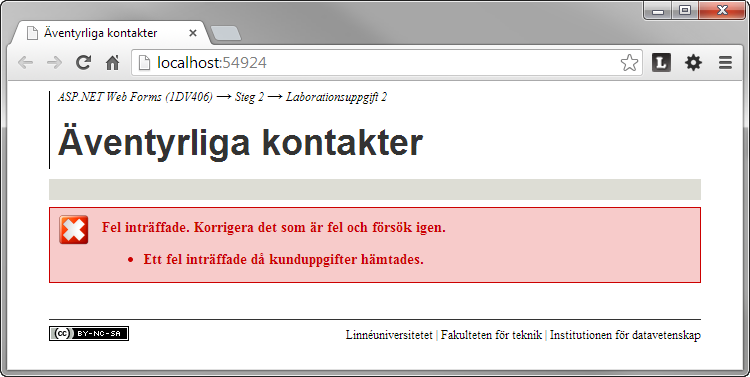 Äventyrliga kontakter
localhost:54924
L
ASP.NET Web Forms (1DV406) → Steg 2 → Laborationsuppgift 2
Äventyrliga kontakter
Fel inträffade. Korrigera det som är fel och försök igen.
• Ett fel inträffade då kunduppgifter hämtades.
(cc) BY-NC-SA
Linnéuniversitetet | Fakulteten för teknik | Institutionen för datavetenskap